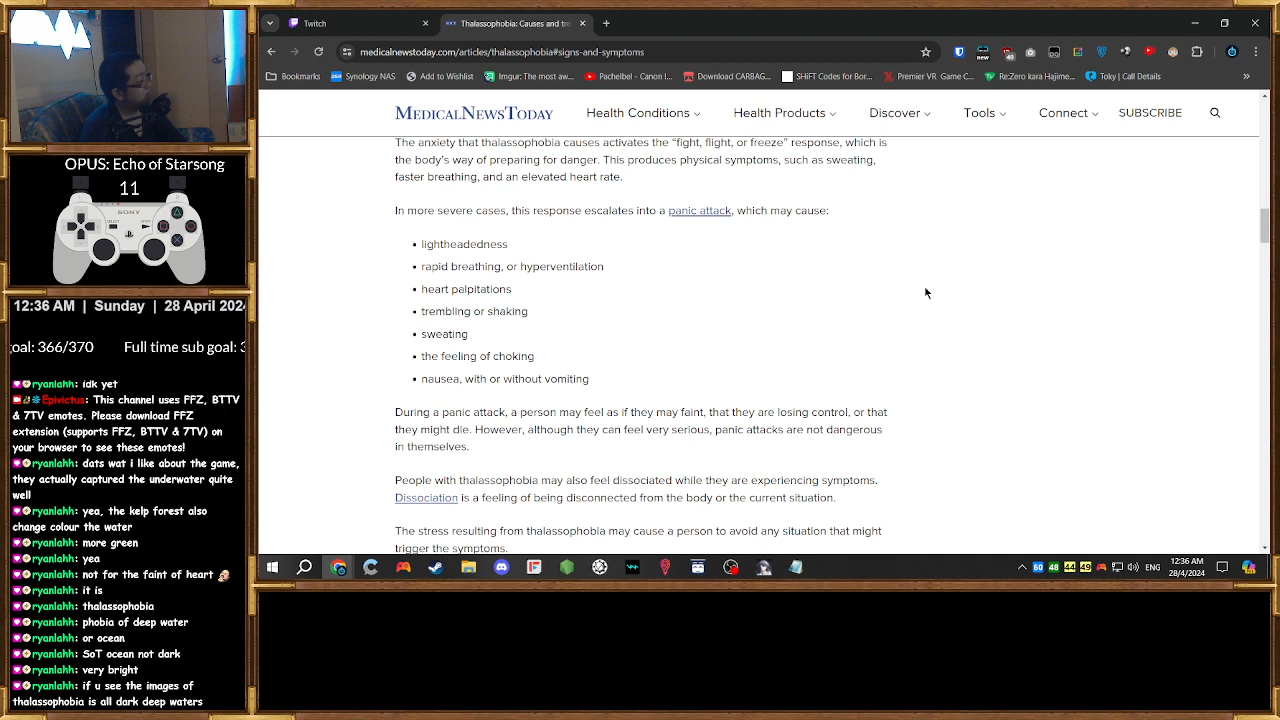 OPUS: Echo of Starsong
11
SONY
SELECT
START
12:36 AM | Sunday | 28 April 2024
goal: 366/370 Full time sub goal: 3
ryanlahh: idk yet
Epivictus: This channel uses FFZ, BTTV
& 7TV emotes. Please download FFZ
extension (supports FFZ, BTTV & 7TV) on
your browser to see these emotes!
ryanlahh: dats wat i like about the game,
they actually captured the underwater quite
well
ryanlahh: yea, the kelp forest also
change colour the water
ryanlahh: more green
ryanlahh: yea
ryanlahh: not for the faint of heart
ryanlahh: it is
ryanlahh: thalassophobia
ryanlahh: phobia of deep water
ryanlahh: or ocean
ryanlahh: SoT ocean not dark
ryanlahh: very bright
ryanlahh: if u see the images of
thalassophobia is all dark deep waters
Twitch
Thalassophobia: Causes and tre
medicalnewstoday.com/articles/thalassophobia#signs-and-symptoms
new
40
Bookmarks Synology NAS Add to Wishlist Imgur: The most aw... Pachelbel - Canon I... Download CARBAG... SHiFT Codes for Bor... Premier VR Game C... Re:Zero kara Hajime... Toky | Call Details
MEDICALNEWSTODAY Health Conditions Health Products Discover Tools Connect SUBSCRIBE
The anxiety that thalassophobia causes activates the “fight, flight, or freeze” response, which is
the body’s way of preparing for danger. This produces physical symptoms, such as sweating,
faster breathing, and an elevated heart rate.
In more severe cases, this response escalates into a panic attack, which may cause:
• lightheadedness
• rapid breathing, or hyperventilation
• heart palpitations
• trembling or shaking
• sweating
• the feeling of choking
• nausea, with or without vomiting
During a panic attack, a person may feel as if they may faint, that they are losing control, or that
they might die. However, although they can feel very serious, panic attacks are not dangerous
in themselves.
People with thalassophobia may also feel dissociated while they are experiencing symptoms.
Dissociation is a feeling of being disconnected from the body or the current situation.
The stress resulting from thalassophobia may cause a person to avoid any situation that might
trigger the symptoms.
60 48 44 49 ENG
12:36 AM
28/4/2024